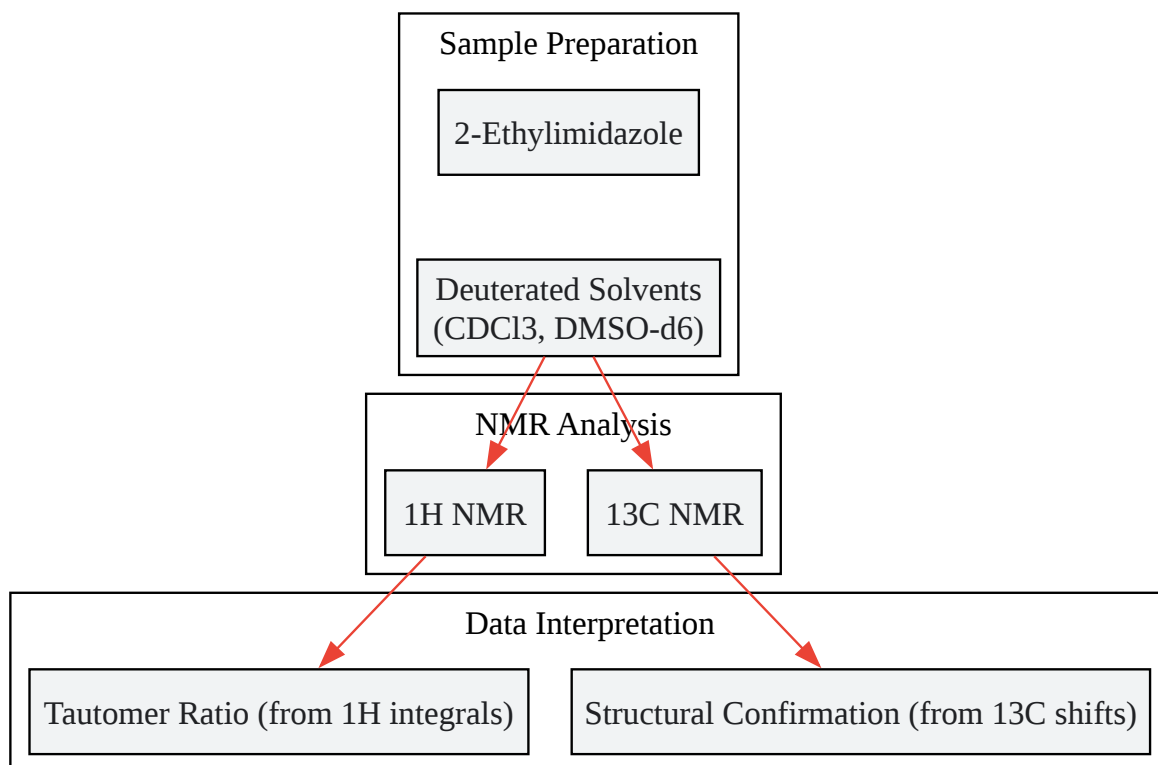 Sample Preparation
2-Ethylimidazole
Deuterated Solvents
(CDCl3, DMSO-d6)
NMR Analysis
1H NMR
13C NMR
Data Interpretation
Tautomer Ratio (from 1H integrals)
Structural Confirmation (from 13C shifts)